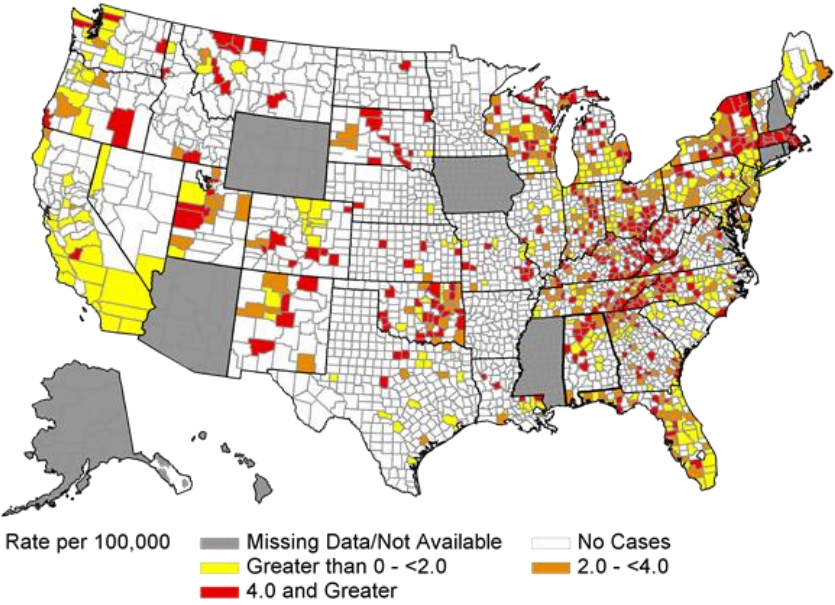 Rate per 100,000
Missing Data/Not Available
No Cases
Greater than 0 - <2.0
2.0 - <4.0
4.0 and Greater